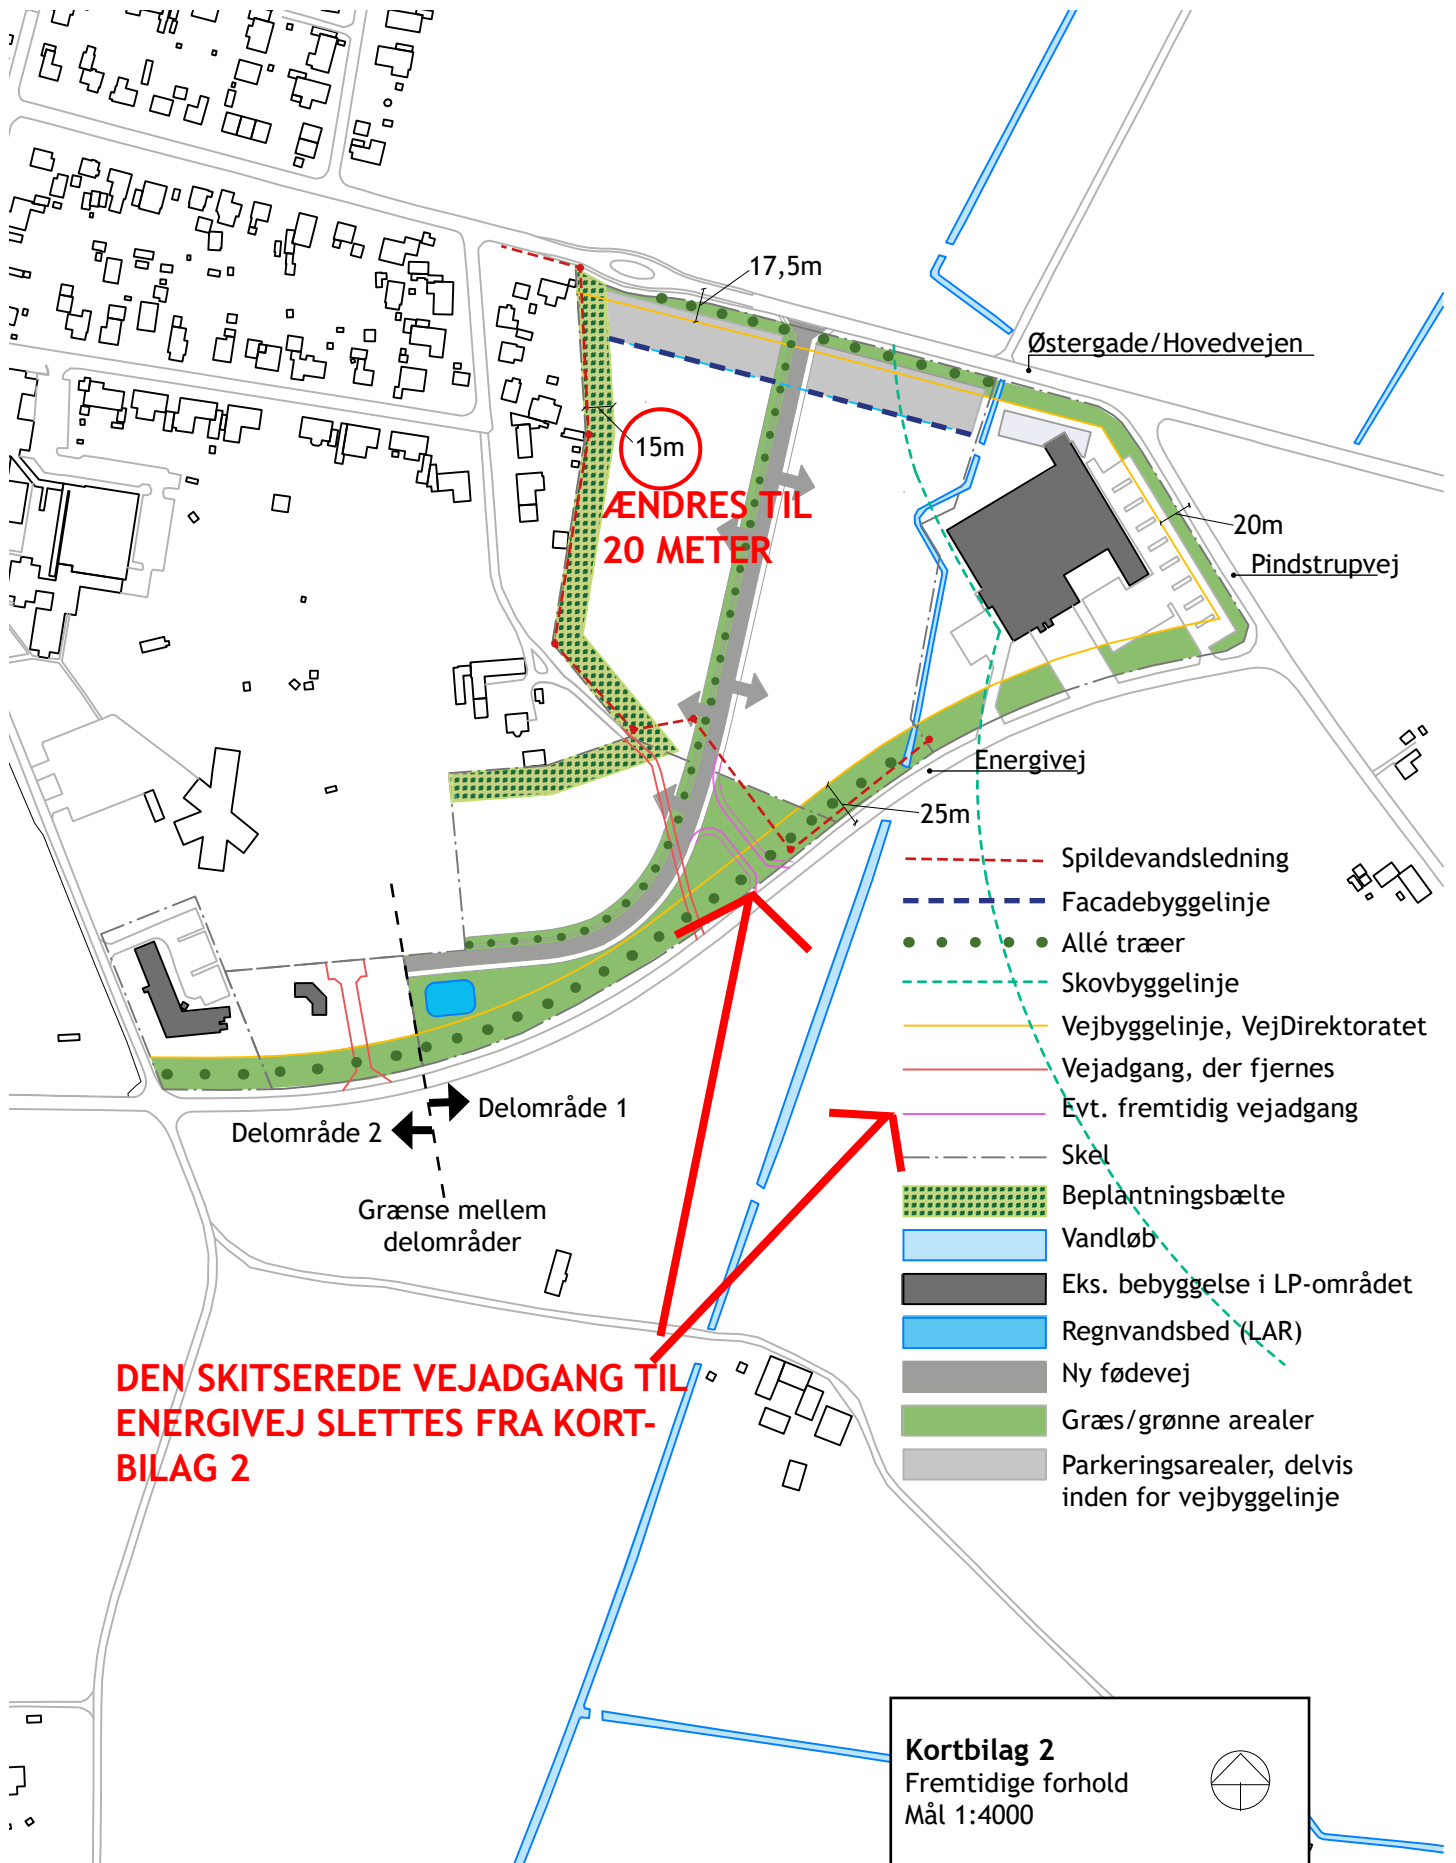 17,5m
Østergade/Hovedvejen
15m
ÆNDRES TIL
20 METER
20m
Pindstrupvej
Energivej
25m
Spildevandsledning
Facadebyggelinje
Allé træer
Skovbyggelinje
Vejbyggelinje, VejDirektoratet
Vejadgang, der fjernes
Evt. fremtidig vejadgang
Skel
Beplantningsbælte
Vandløb
Eks. bebyggelse i LP-området
Regnvandsbed (LAR)
Ny fødevej
Græs/grønne arealer
Parkeringsarealer, delvis
inden for vejbyggelinje
Delområde 1
Delområde 2
Grænse mellem
delområder
DEN SKITSEREDE VEJADGANG TIL
ENERGIVEJ SLETTES FRA KORT-
BILAG 2
Kortbilag 2
Fremtidige forhold
Mål 1:4000